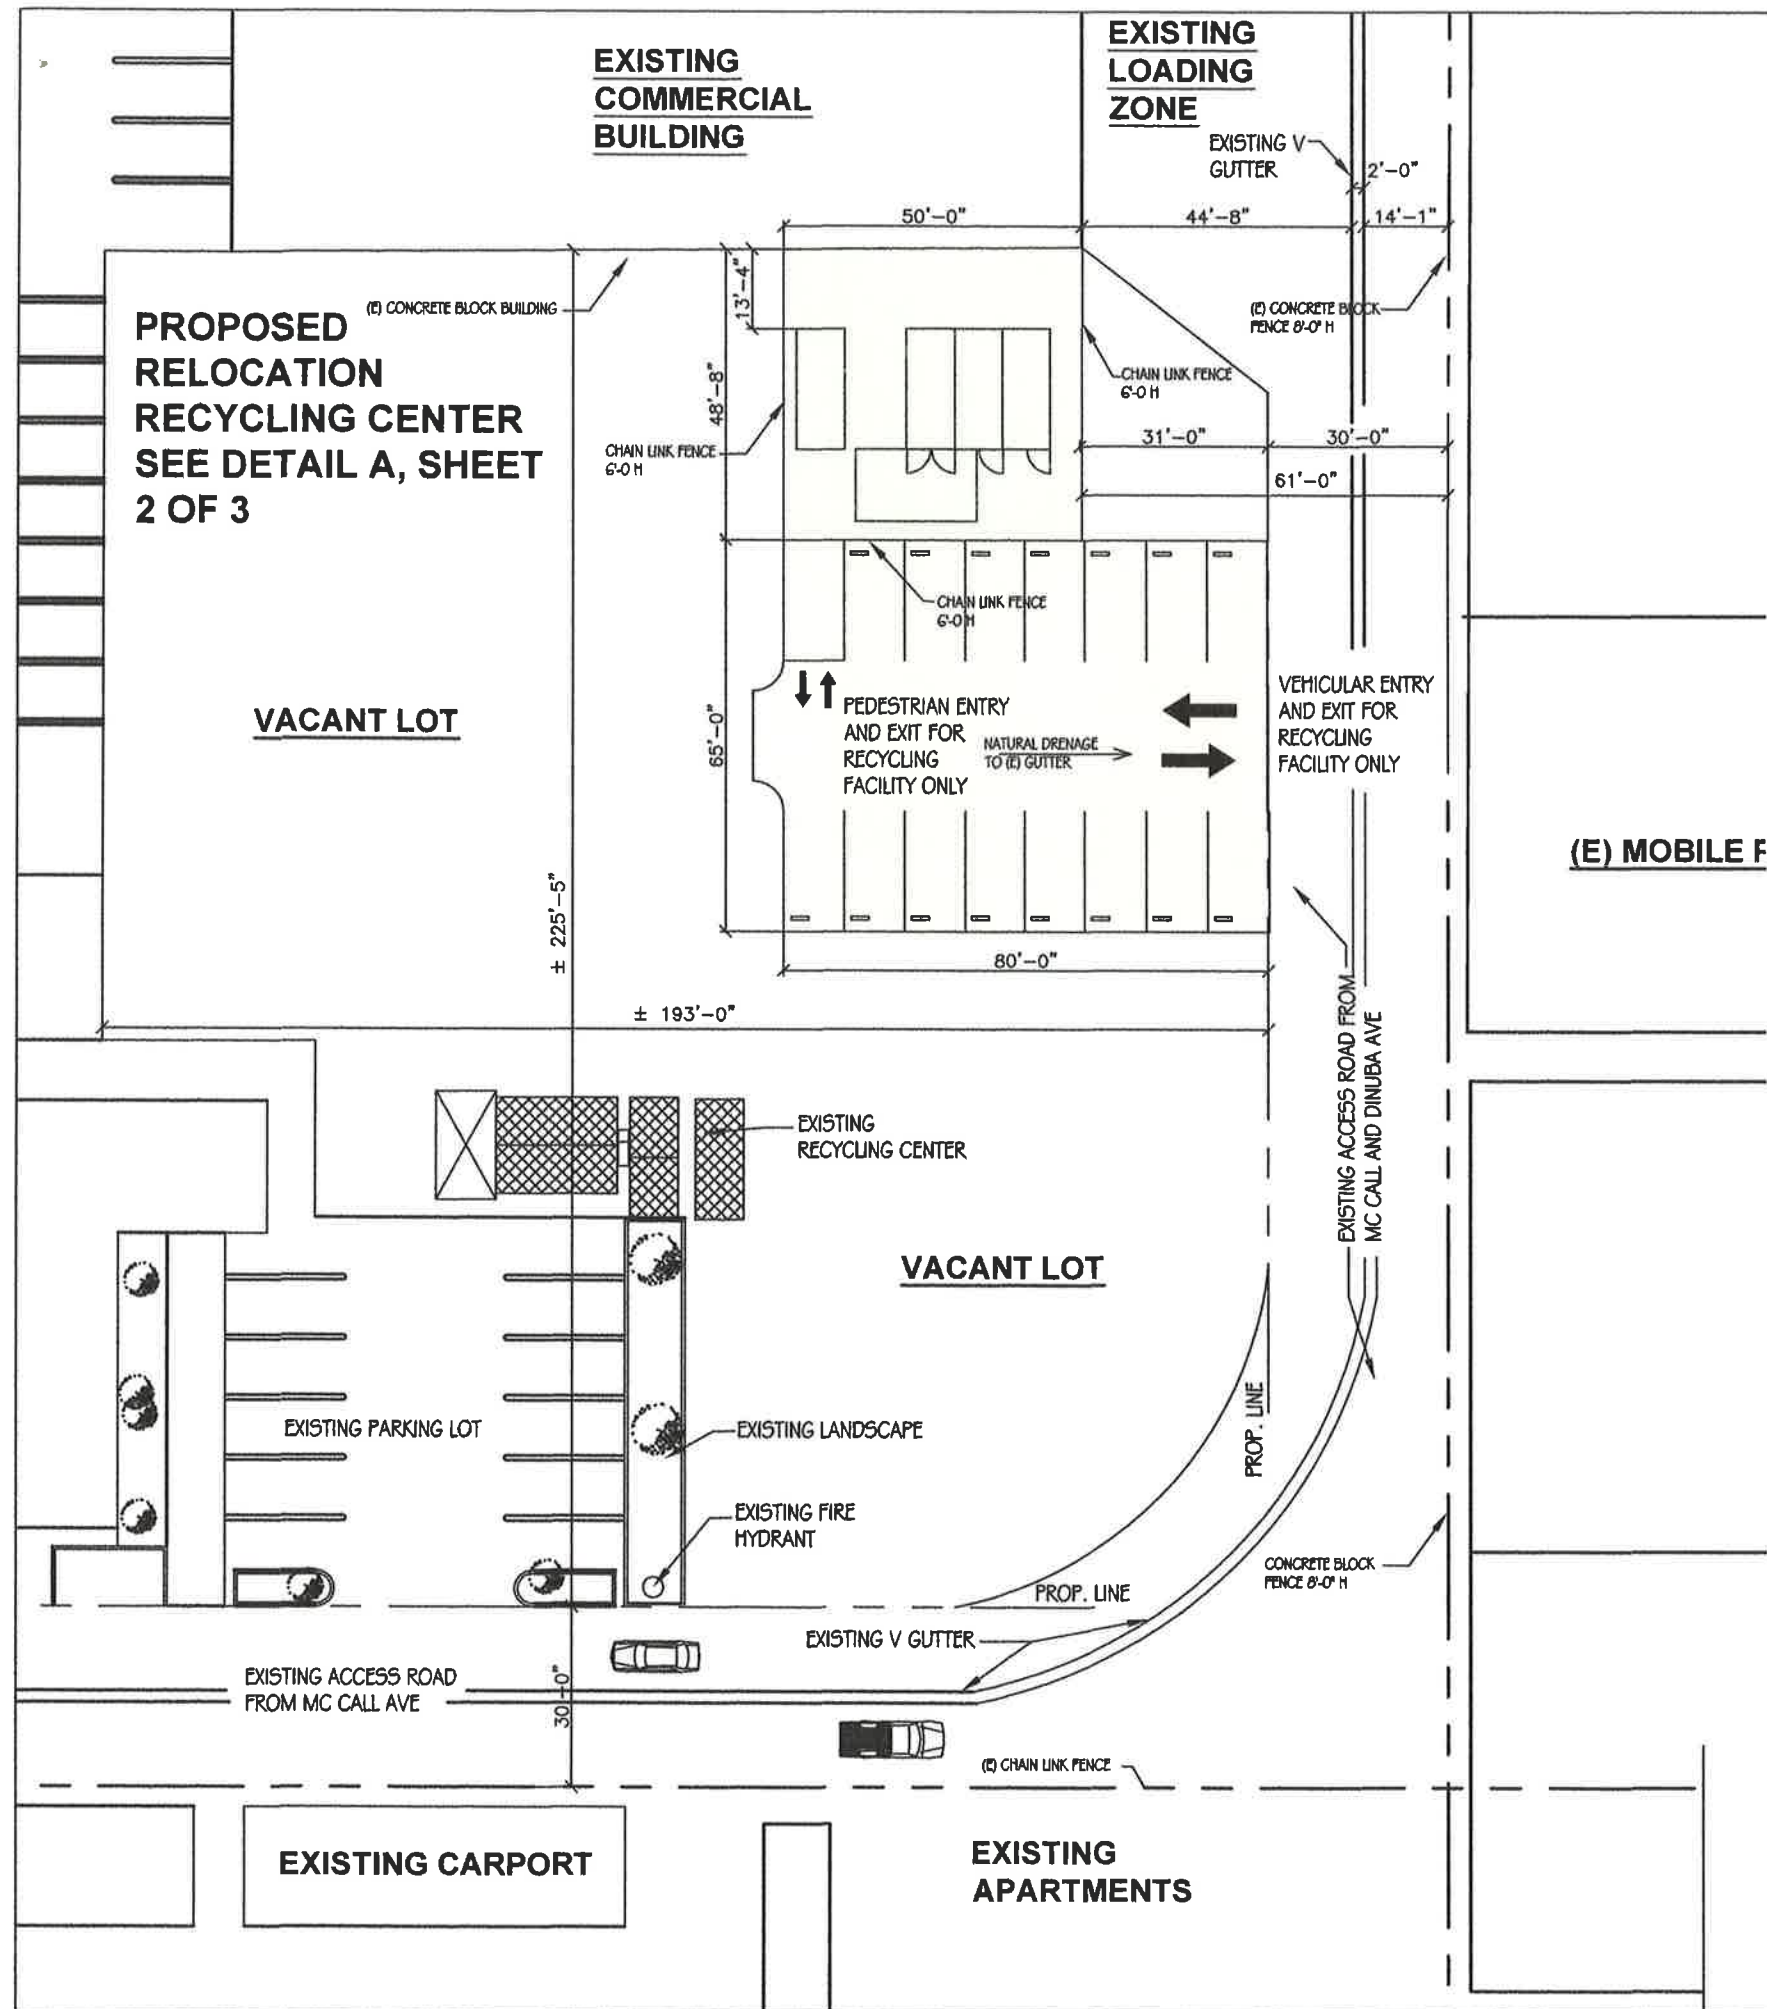 EXISTING
COMMERCIAL
BUILDING
EXISTING
LOADING
ZONE
EXISTING V
GUTTER
2'-0"
50'-0"
44'-8"
14'-1"
13'-4"
(E) CONCRETE BLOCK BUILDING
(E) CONCRETE BLOCK
FENCE 8'-0" H
PROPOSED
RELOCATION
RECYCLING CENTER
SEE DETAIL A, SHEET
2 OF 3
48'-8"
CHAIN LINK FENCE
6'-0 H
CHAIN LINK FENCE
6'-0 H
31'-0"
30'-0"
61'-0"
CHAIN LINK FENCE
6'-0 H
VACANT LOT
65'-0"
PEDESTRIAN ENTRY
AND EXIT FOR
RECYCLING
FACILITY ONLY
NATURAL DRENAGE
TO (E) GUTTER
VEHICULAR ENTRY
AND EXIT FOR
RECYCLING
FACILITY ONLY
(E) MOBILE
± 225'-5"
80'-0"
± 193'-0"
EXISTING ACCESS ROAD FROM
MC CALL AND DINUBA AVE
EXISTING
RECYCLING CENTER
VACANT LOT
PROP. LINE
EXISTING PARKING LOT
EXISTING LANDSCAPE
EXISTING FIRE
HYDRANT
CONCRETE BLOCK
FENCE 8'-0" H
PROP. LINE
EXISTING V GUTTER
EXISTING ACCESS ROAD
FROM MC CALL AVE
30'-0"
(E) CHAIN LINK FENCE
EXISTING CARPORT
EXISTING
APARTMENTS